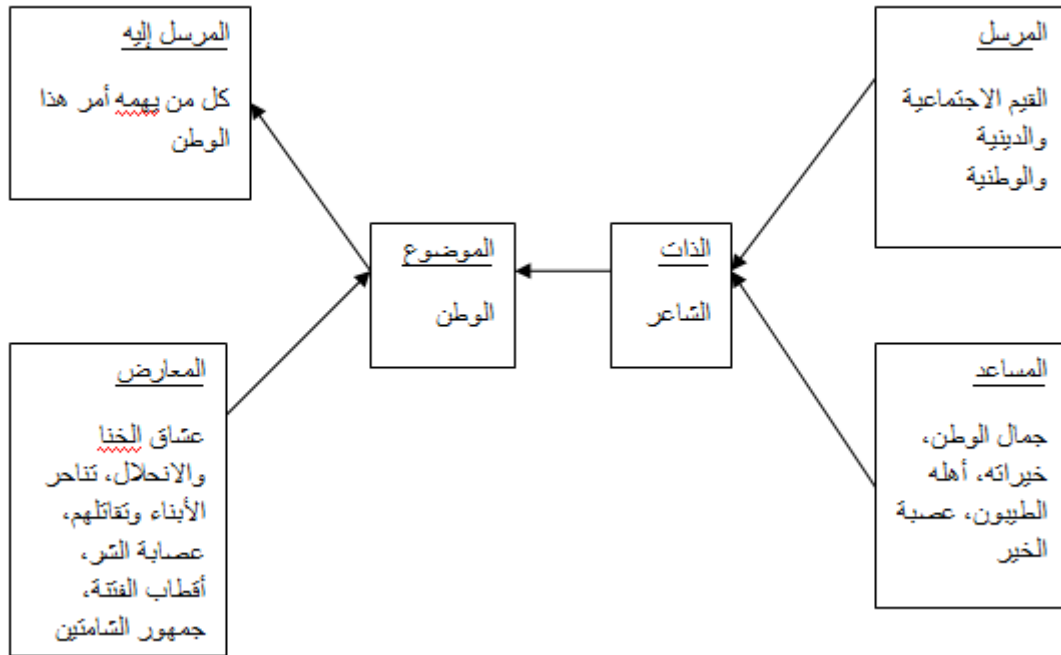 المرسل
القيم الاجتماعية
والدينية
والوطنية
المرسل إليه
كل من يهمه أمر هذا
الوطن
الذات
الشاعر
الموضوع
الوطن
المساعد
جمال الوطن،
خيراته، أهله
الطيبون، عصبة
الخير
المعارض
عشاق الخنا
والانحلال، تناحر
الأبناء وتقاتلهم،
عصابة الشر،
أقطاب الفتنة،
جمهور الشامتين